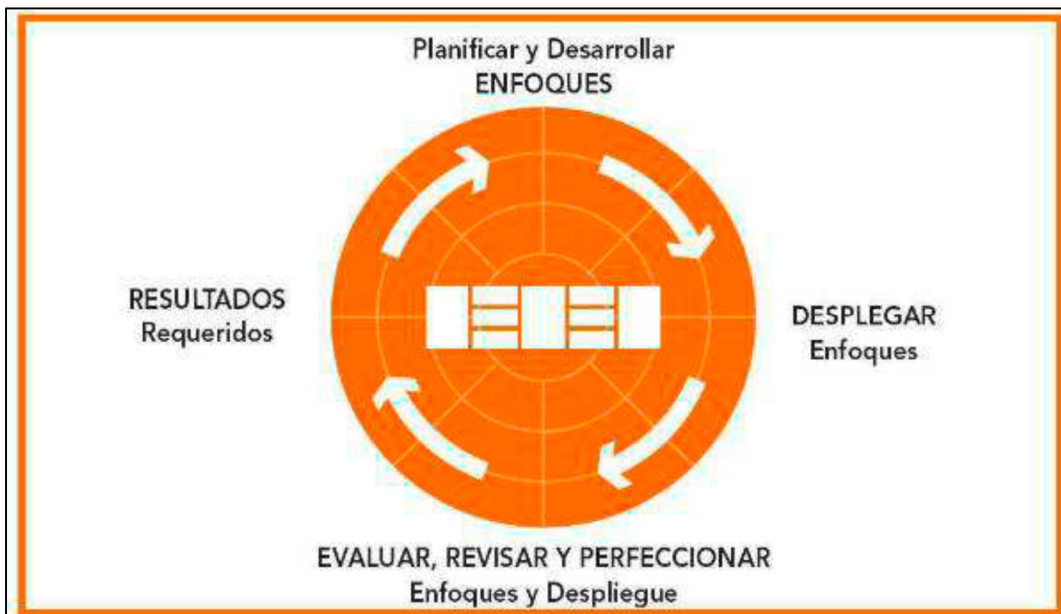 Planificar y Desarrollar
ENFOQUES
RESULTADOS
Requeridos
DESPLEGAR
Enfoques
EVALUAR, REVISAR Y PERFECCIONAR
Enfoques y Despliegue